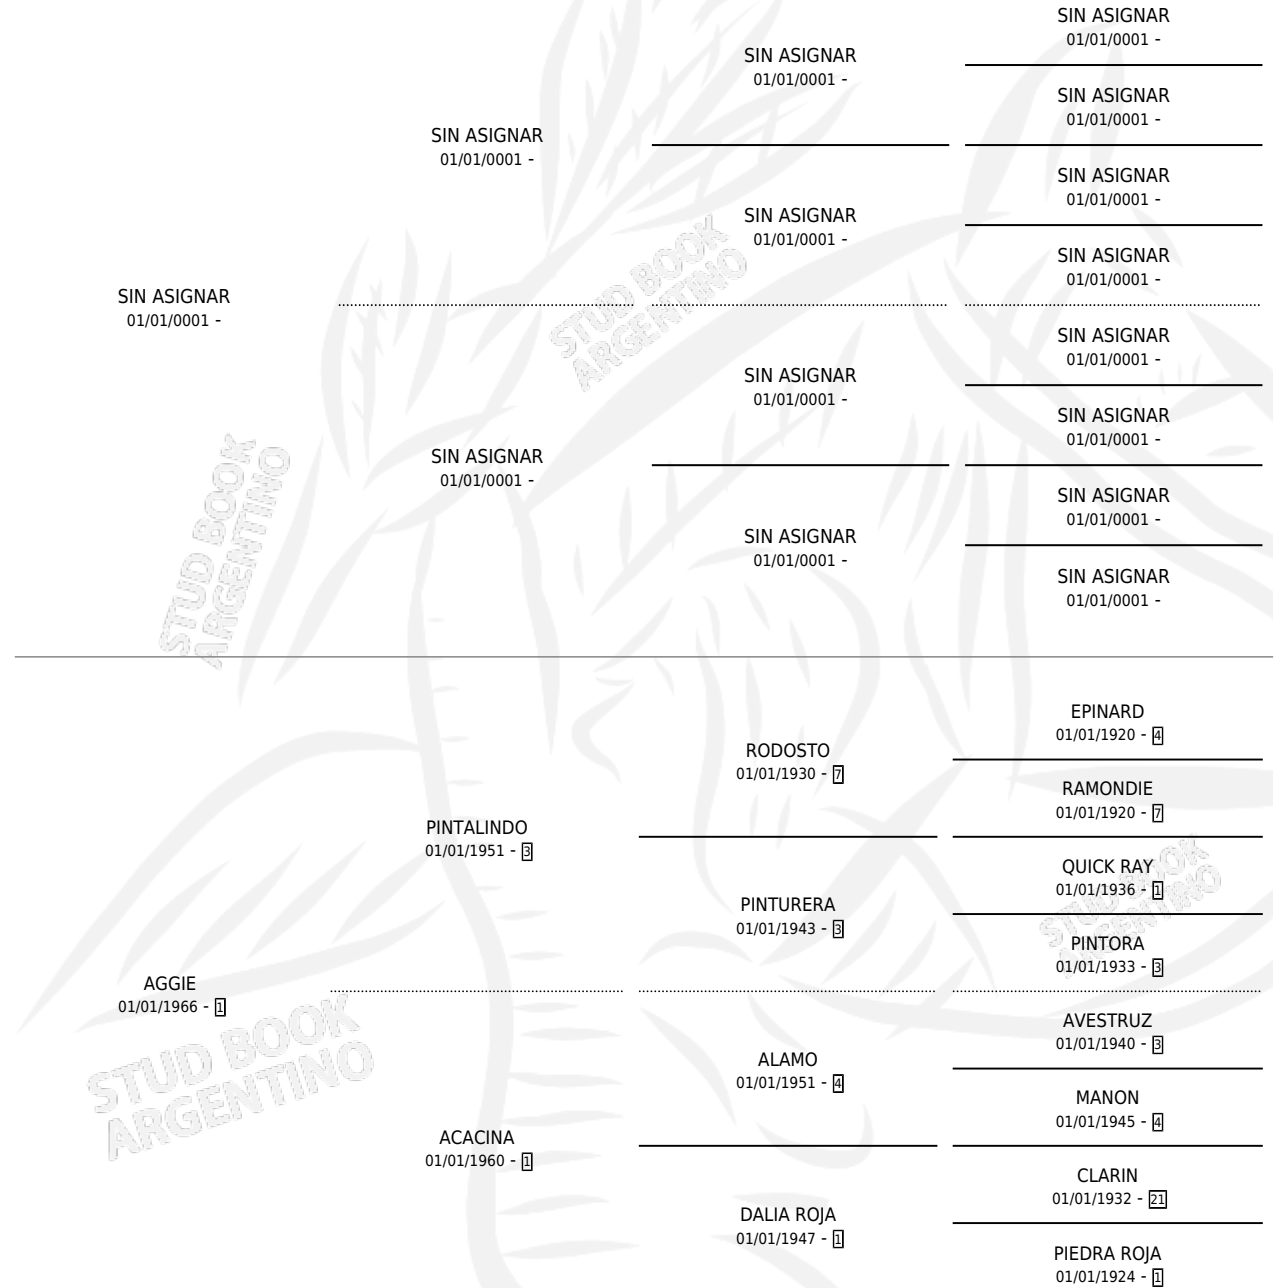 SIN ASIGNAR
01/01/0001 -
SIN ASIGNAR
01/01/0001 -
SIN ASIGNAR
01/01/0001 -
SIN ASIGNAR
01/01/0001 -
SIN ASIGNAR
01/01/0001 -
SIN ASIGNAR
01/01/0001 -
SIN ASIGNAR
01/01/0001 -
STUD BOOK
ARGENTINO
SIN ASIGNAR
01/01/0001 -
SIN ASIGNAR
01/01/0001 -
SIN ASIGNAR
01/01/0001 -
SIN ASIGNAR
01/01/0001 -
SIN ASIGNAR
01/01/0001 -
SIN ASIGNAR
01/01/0001 -
STUD BOOK
ARGENTINO
SIN ASIGNAR
01/01/0001 -
SIN ASIGNAR
01/01/0001 -
EPINARD
01/01/1920 - 4
RODOSTO
01/01/1930 - 7
RAMONDIE
01/01/1920 - 7
PINTALINDO
01/01/1951 - 3
QUICK RAY
01/01/1936 - 1
PINTURERA
01/01/1943 - 3
STUD BOOK
ARGENTINO
PINTORA
01/01/1933 - 3
AGGIE
01/01/1966 - 1
AVESTRUZ
01/01/1940 - 3
STUD BOOK
ARGENTINO
ALAMO
01/01/1951 - 4
MANON
01/01/1945 - 4
ACACINA
01/01/1960 - 1
CLARIN
01/01/1932 - 21
DALIA ROJA
01/01/1947 - 1
PIEDRA ROJA
01/01/1924 - 1